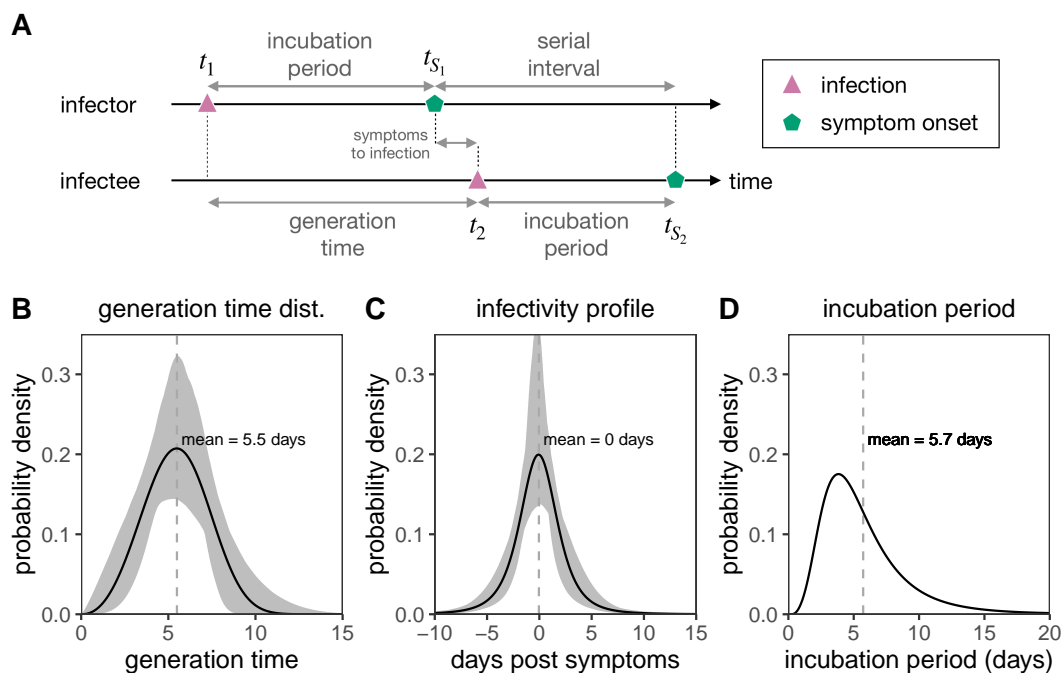 A
incubation
period
serial
interval
t1
tS1
infector
symptoms
to infection
infectee
time
generation
time
t2
incubation
period
tS2
infection
symptom onset
B
generation time dist.
probability density
0.3
0.2
0.1
0.0
mean = 5.5 days
0
5
10
15
generation time
C
infectivity profile
probability density
0.3
0.2
0.1
0.0
mean = 0 days
−10
−5
0
5
10
15
days post symptoms
D
incubation period
probability density
0.3
0.2
0.1
0.0
mean = 5.7 days
0
5
10
15
20
incubation period (days)